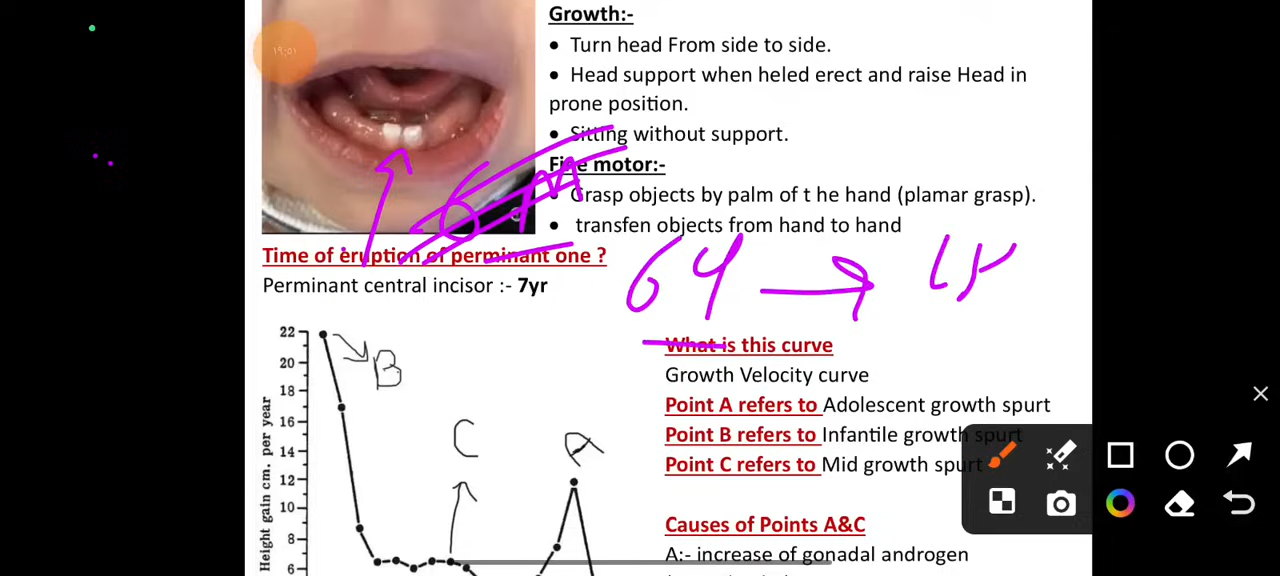 Growth:-
• Turn head From side to side.
• Head support when heled erect and raise Head in
prone position.
• Sitting without support.
Fine motor:-
• Grasp objects by palm of t he hand (plamar grasp).
• transfen objects from hand to hand
١٩:٥١
6 M
Time of eruption of perminant one ?
Perminant central incisor :- 7yr
22
20
18
16
14
12
10
8
6
Height gain cm. per year
B
C
A
What is this curve
Growth Velocity curve
Point A refers to Adolescent growth spurt
Point B refers to Infantile growth spurt
Point C refers to Mid growth spurt
Causes of Points A&C
A:- increase of gonadal androgen